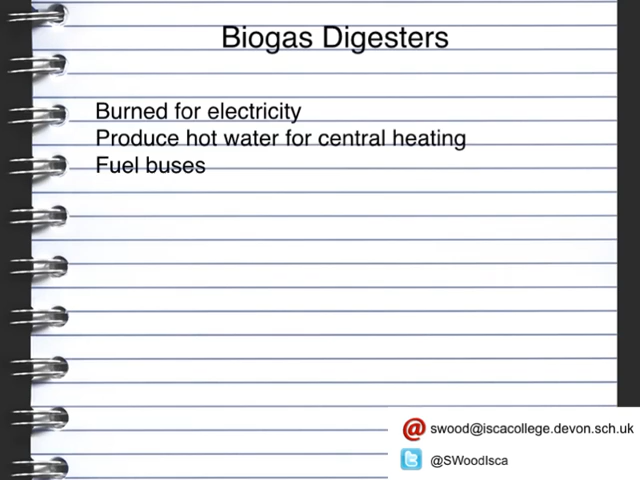 Biogas Digesters
Burned for electricity
Produce hot water for central heating
Fuel buses
@ swood@iscacollege.devon.sch.uk
@SWoodIsca